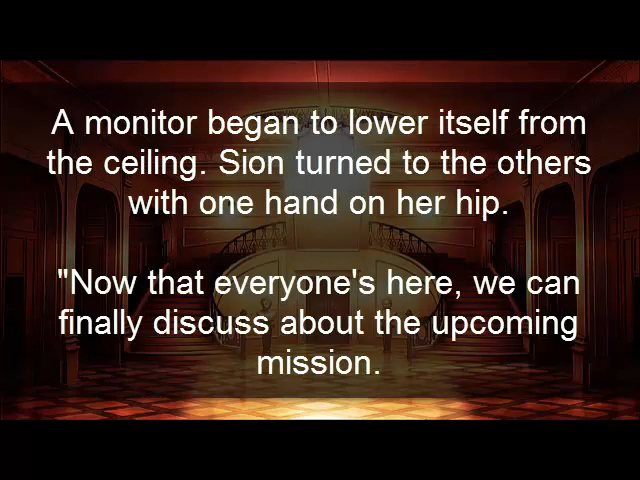 A monitor began to lower itself from
the ceiling. Sion turned to the others
with one hand on her hip.
"Now that everyone's here, we can
finally discuss about the upcoming
mission.